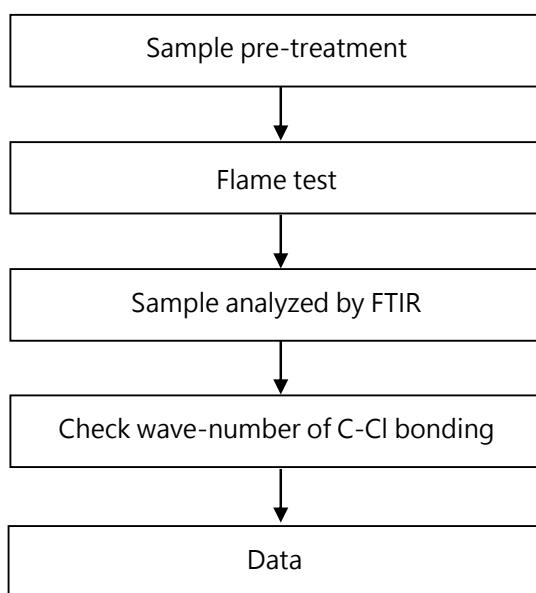 Sample pre-treatment
Flame test
Sample analyzed by FTIR
Check wave-number of C-Cl bonding
Data